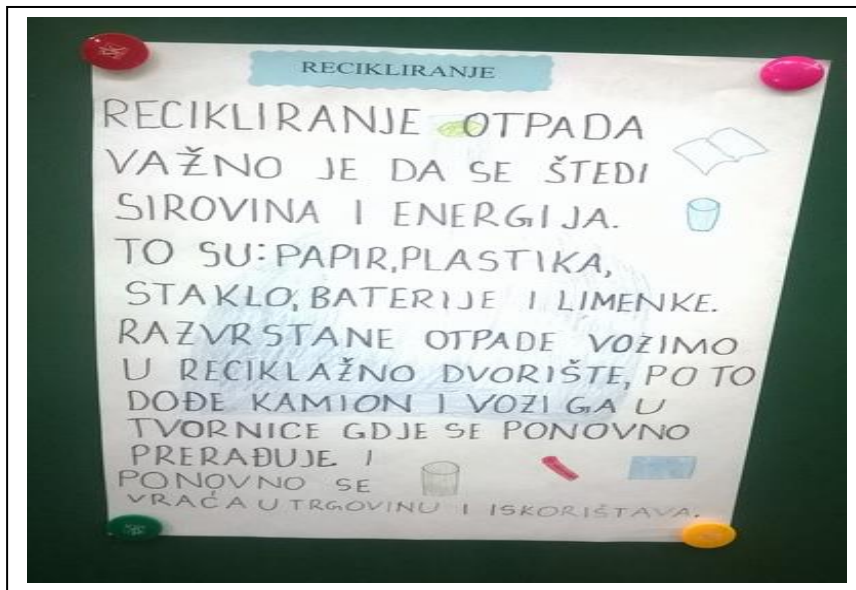 RECIKLIRANJE
RECIKLIRANJE OTPADA
VAŽNO JE DA SE ŠTEDI
SIROVINA I ENERGIJA.
TO SU: PAPIR, PLASTIKA,
STAKLO, BATERIJE I LIMENKE.
RAZVRSTANE OTPADE VOZIMO
U RECIKLAŽNO DVORIŠTE, PO TO
DOĐE KAMION I VOZI GA U
TVORNICE GDJE SE PONOVNO
PRERAĐUJE I
PONOVNO SE
VRAĆA U TRGOVINU I ISKORIŠTAVA.